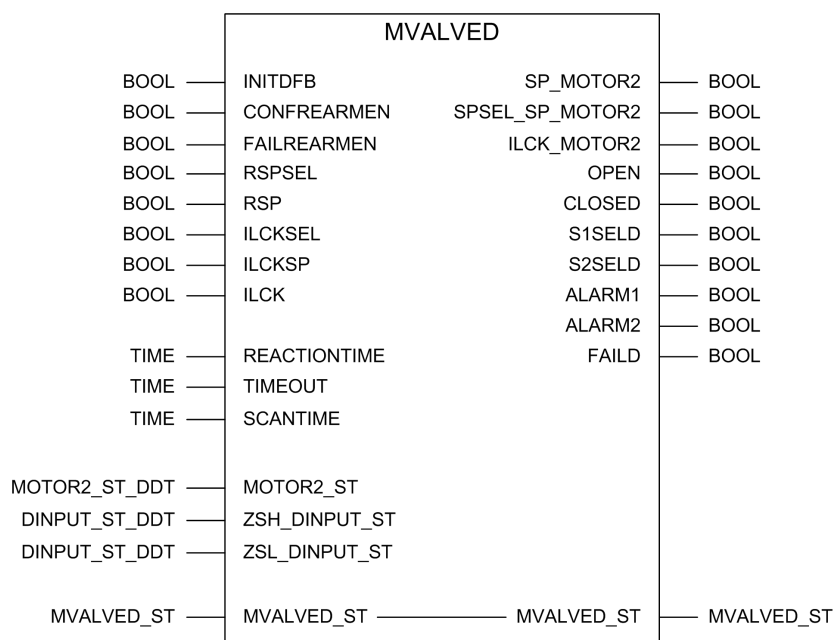 MVALVED
BOOL INITDFB SP_MOTOR2 BOOL
BOOL CONFREARMEN SPSEL_SP_MOTOR2 BOOL
BOOL FAILREARMEN ILCK_MOTOR2 BOOL
BOOL RSPSEL OPEN BOOL
BOOL RSP CLOSED BOOL
BOOL ILCKSEL S1SELD BOOL
BOOL ILCKSP S2SELD BOOL
BOOL ILCK ALARM1 BOOL
ALARM2 BOOL
TIME REACTIONTIME FAILD BOOL
TIME TIMEOUT
TIME SCANTIME
MOTOR2_ST_DDT MOTOR2_ST
DINPUT_ST_DDT ZSH_DINPUT_ST
DINPUT_ST_DDT ZSL_DINPUT_ST
MVALVED_ST MVALVED_ST MVALVED_ST MVALVED_ST